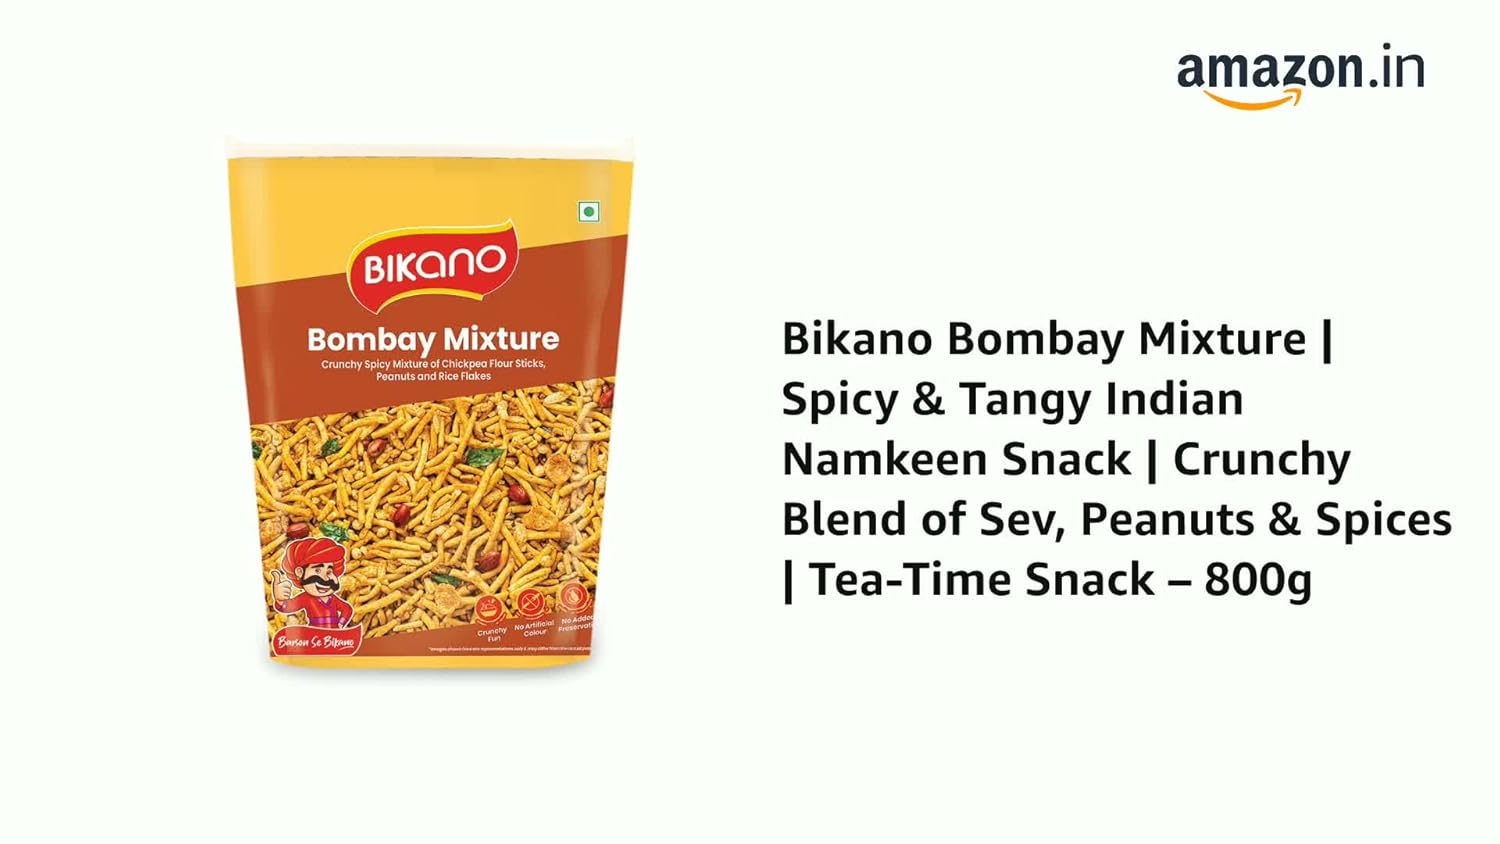 amazon.in
BIKANO
Bombay Mixture
Crunchy Spicy Mixture of Chickpea Flour Sticks,
Peanuts and Rice Flakes
Barson Se Bikano
Crunchy
Fun
No Artificial
Colour
No Added
Bikano Bombay Mixture |
Spicy & Tangy Indian
Namkeen Snack | Crunchy
Blend of Sev, Peanuts & Spices
| Tea-Time Snack – 800g